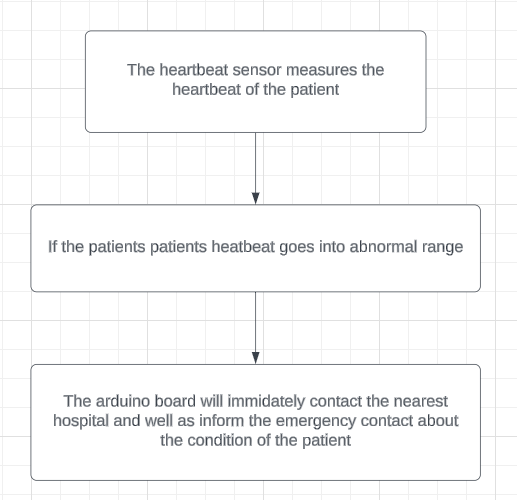 The heartbeat sensor measures the
heartbeat of the patient
If the patients patients heatbeat goes into abnormal range
The arduino board will immidately contact the nearest
hospital and well as inform the emergency contact about
the condition of the patient